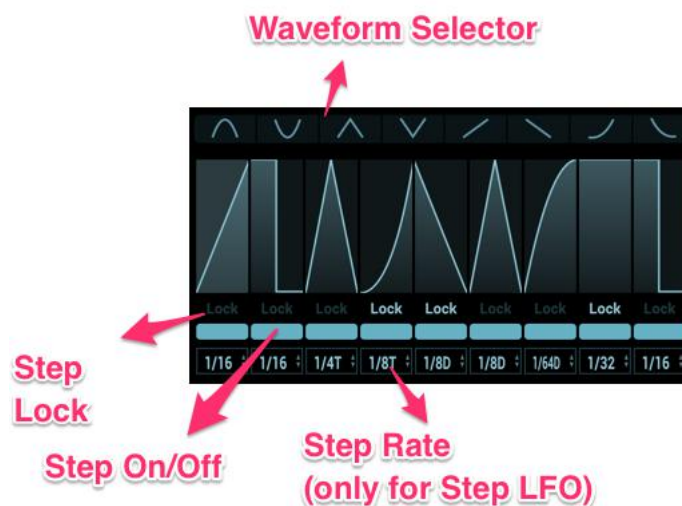 Waveform Selector
Lock Lock Lock Lock Lock Lock Lock Lock Lock
1/16 1/16 1/4T 1/8T 1/8D 1/8D 1/64D 1/32 1/16
Step
Lock
Step On/Off
Step Rate
(only for Step LFO)